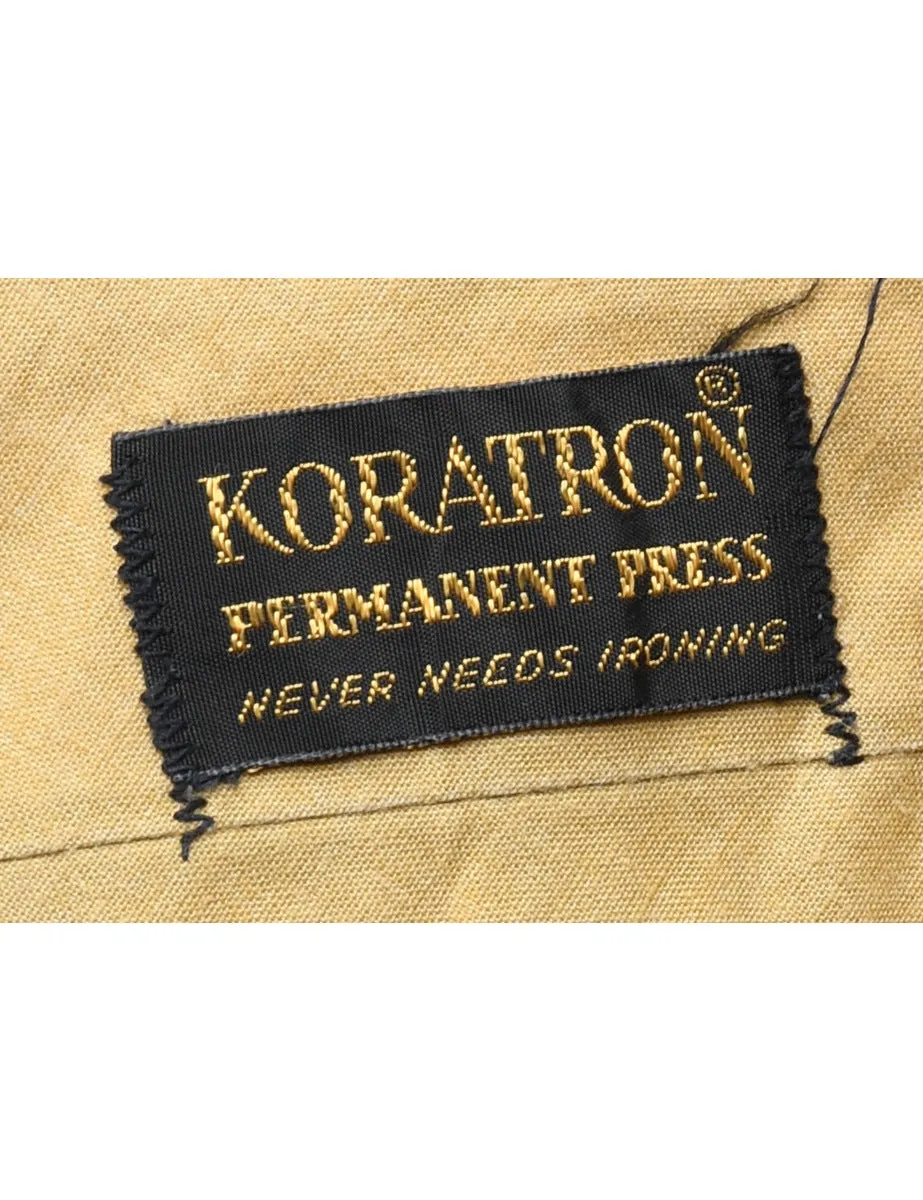 KORATRON®
PERMANENT PRESS
NEVER NEEDS IRONING